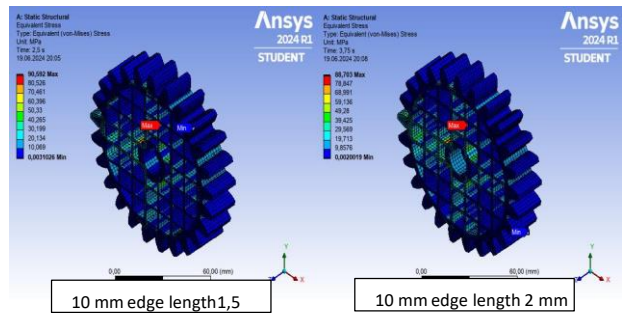 A: Static Structural
Equivalent Stress
Type: Equivalent (von-Mises) Stress
Unit: MPa
Time: 2,5 s
19.06.2024 20:05
90,592 Max
80,526
70,461
60,396
50,33
40,265
30,199
20,134
10,069
0,0031026 Min
Ansys
2024 R1
STUDENT
Max
Min
0,00
60,00 (mm)
Y
Z
X
10 mm edge length1,5
A: Static Structural
Equivalent Stress
Type: Equivalent (von-Mises) Stress
Unit: MPa
Time: 3,75 s
19.06.2024 20:08
88,703 Max
78,847
68,991
59,136
49,28
39,425
29,569
19,713
9,8576
0,0020019 Min
Ansys
2024 R1
STUDENT
Max
Min
0,00
60,00 (mm)
Y
Z
X
10 mm edge length 2 mm